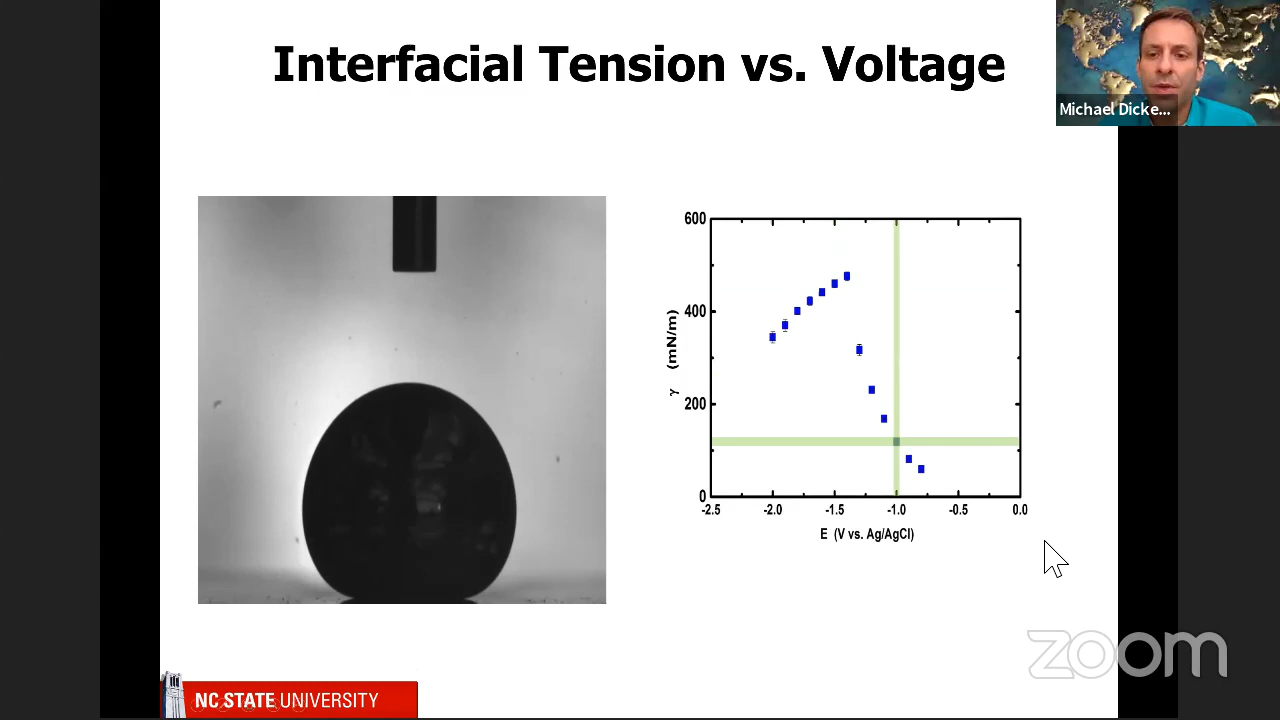 Interfacial Tension vs. Voltage
Michael Dicke...
600
400
200
0
γ (mN/m)
-2.5 -2.0 -1.5 -1.0 -0.5 0.0
E (V vs. Ag/AgCl)
zoom
NC STATE UNIVERSITY